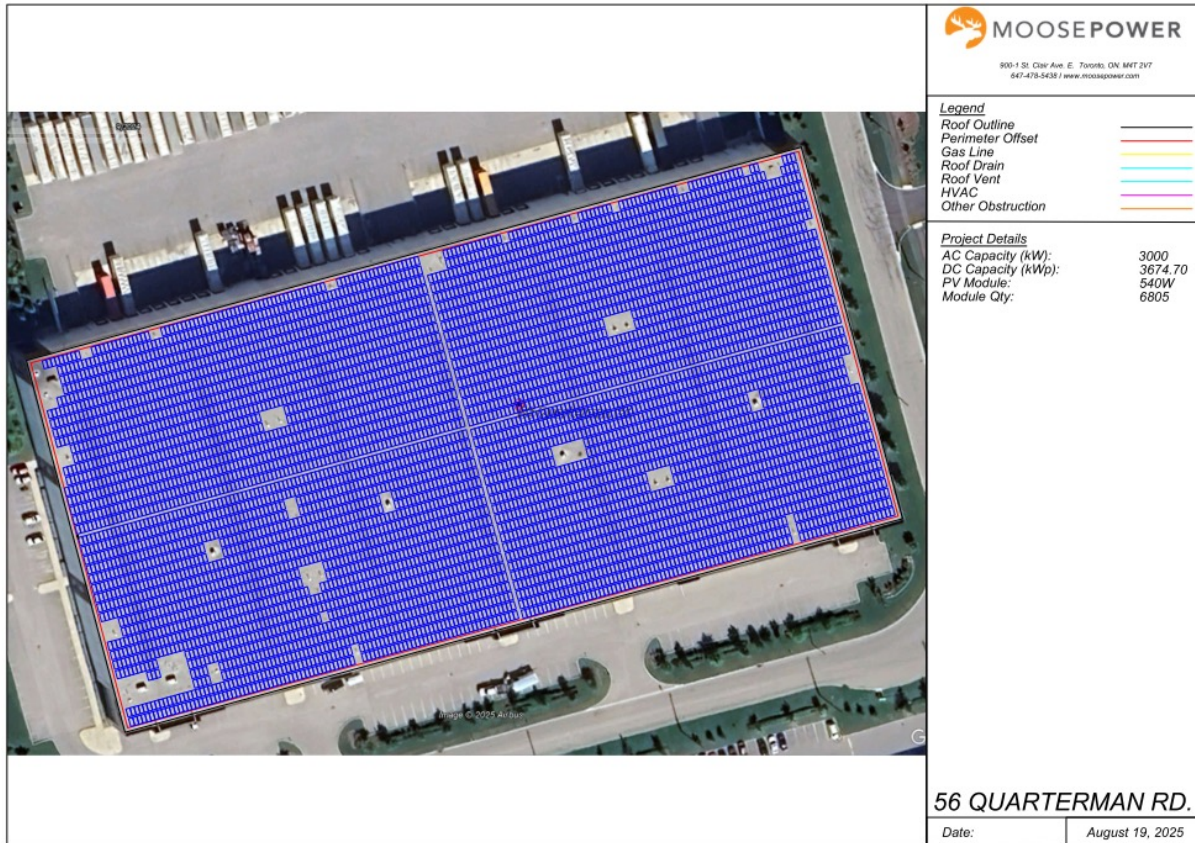 MOOSEPOWER
900-1 St. Clair Ave. E. Toronto, ON. M4T 2V7
647-478-5438 / www.moosepower.com
Legend
Roof Outline
Perimeter Offset
Gas Line
Roof Drain
Roof Vent
HVAC
Other Obstruction
Project Details
AC Capacity (kW): 3000
DC Capacity (kWp): 3674.70
PV Module: 540W
Module Qty: 6805
Image © 2025 Airbus
G
56 QUARTERMAN RD.
Date: August 19, 2025